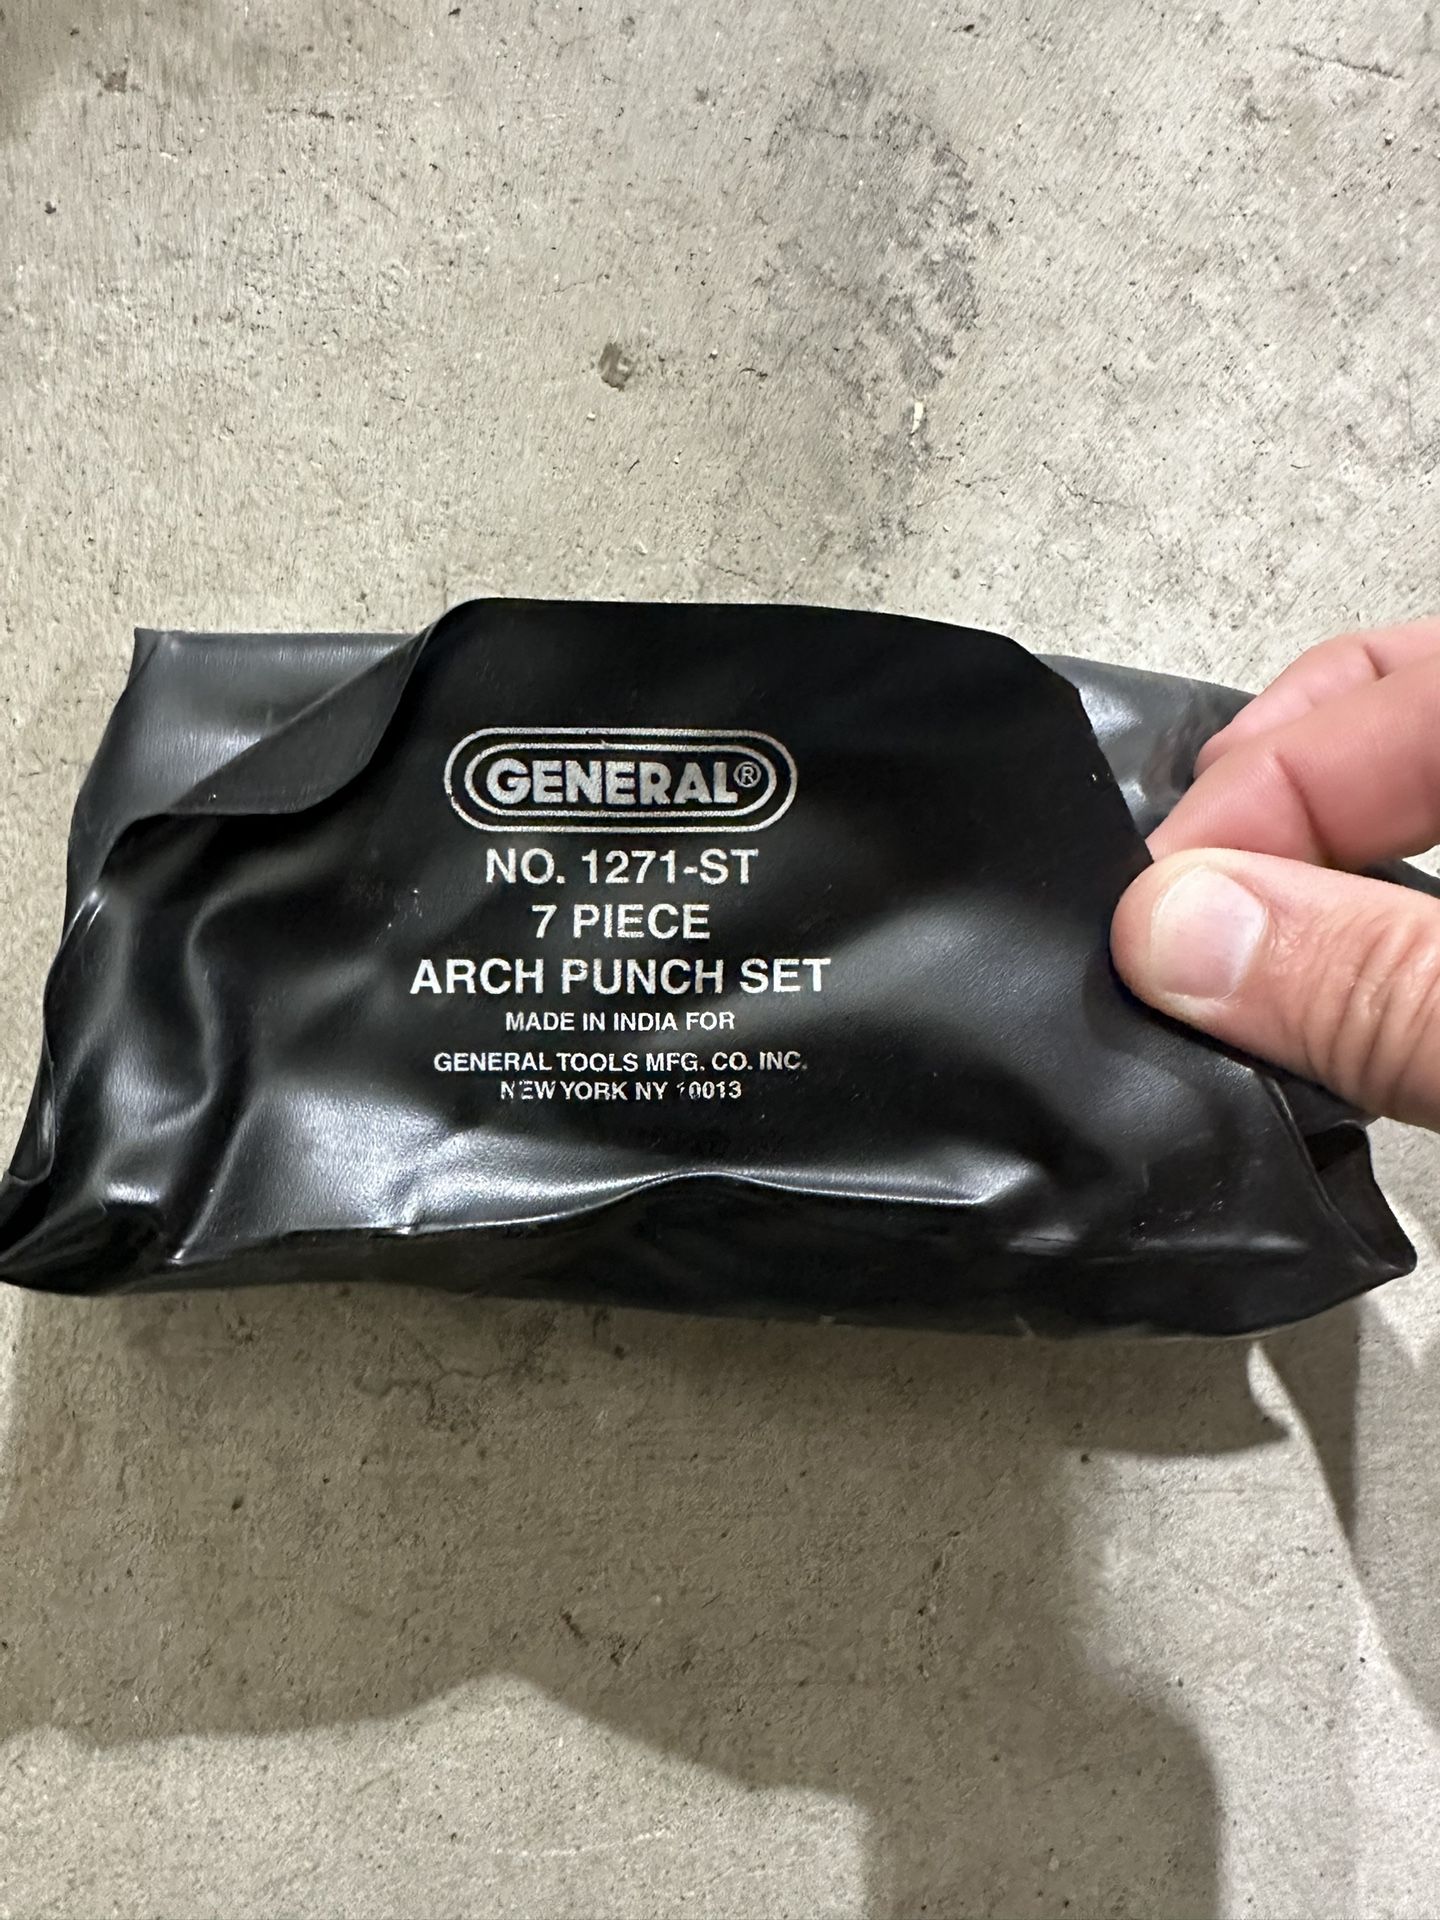 GENERAL®
NO. 1271-ST
7 PIECE
ARCH PUNCH SET
MADE IN INDIA FOR
GENERAL TOOLS MFG. CO. INC.
NEW YORK NY 10013